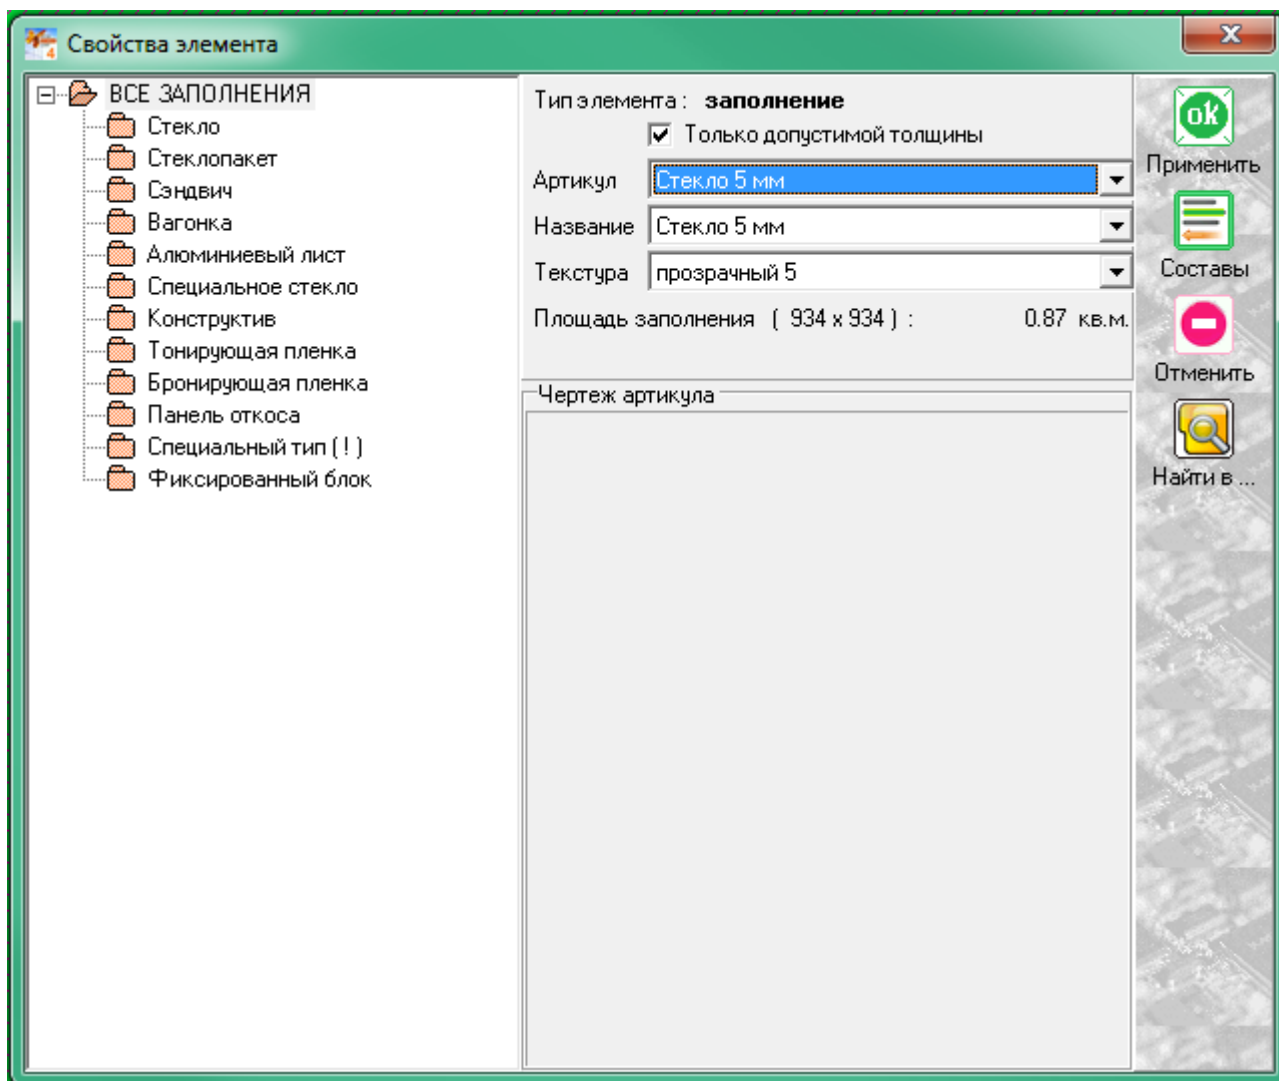 Свойства элемента
ВСЕ ЗАПОЛНЕНИЯ
Стекло
Стеклопакет
Сэндвич
Вагонка
Алюминиевый лист
Специальное стекло
Конструктив
Тонирующая пленка
Бронирующая пленка
Панель откоса
Специальный тип ( ! )
Фиксированный блок
Тип элемента : заполнение
Только допустимой толщины
Артикул Стекло 5 мм
Название Стекло 5 мм
Текстура прозрачный 5
Площадь заполнения ( 934 x 934 ) : 0.87 кв.м.
Чертеж артикула
ok
Применить
Составы
Отменить
Найти в ...